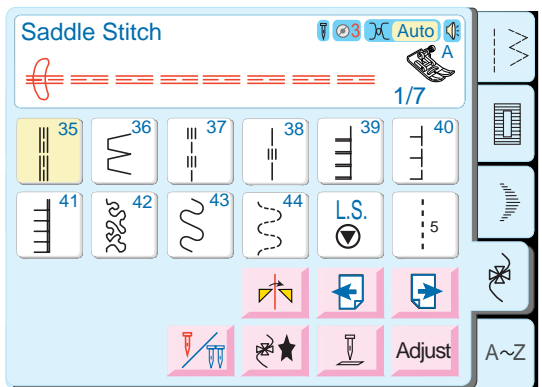 Saddle Stitch
3 Auto
A
1/7
35 36 37 38 39 40
41 42 43 44 L.S. 5
Adjust
A~Z